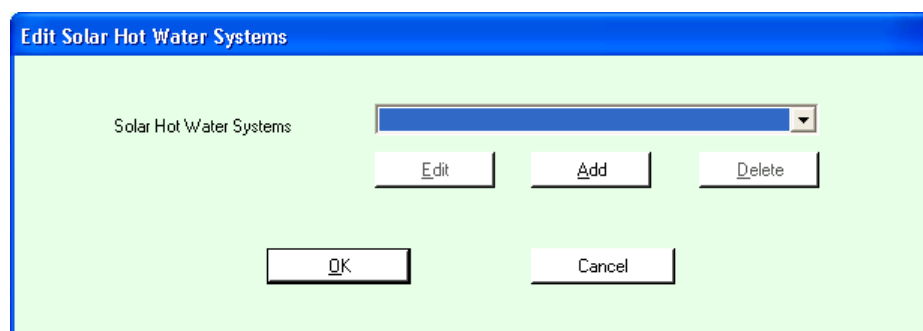 Edit Solar Hot Water Systems
Solar Hot Water Systems
Edit Add Delete
OK Cancel